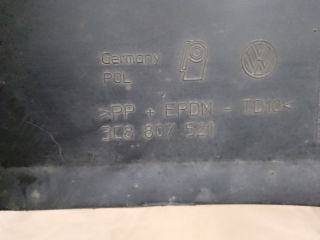 Germany
POL
>PP + EPDM - TD10<
3C8 807 521